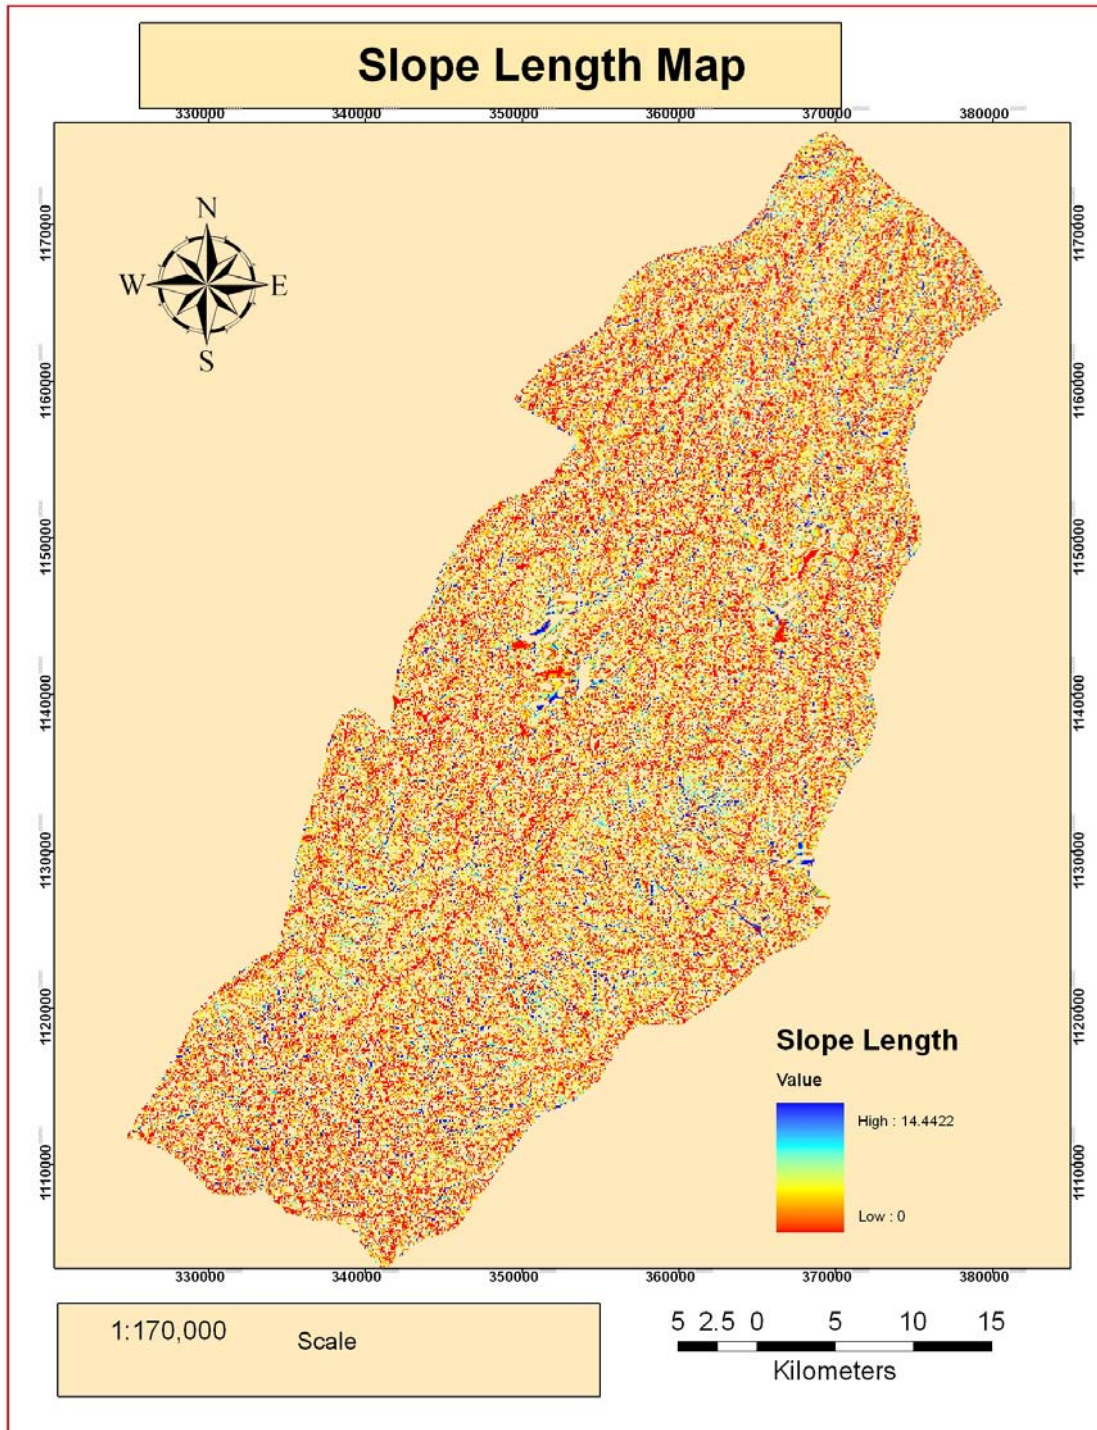 Slope Length Map
330000 340000 350000 360000 370000 380000
N
W E
S
1170000 1170000
1160000 1160000
1150000 1150000
1140000 1140000
1130000 1130000
1120000 1120000
1110000 1110000
Slope Length
Value
High : 14.4422
Low : 0
330000 340000 350000 360000 370000 380000
1:170,000 Scale
5 2.5 0 5 10 15
Kilometers